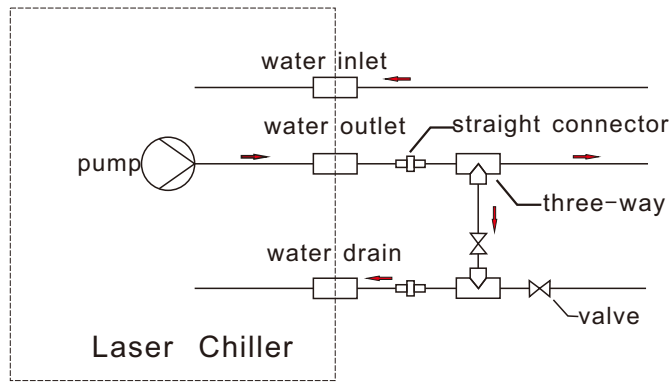 water inlet
water outlet
straight connector
pump
three-way
water drain
valve
Laser Chiller